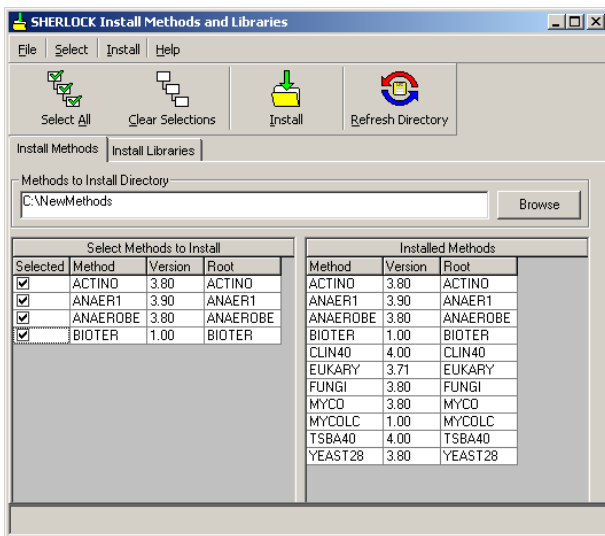 SHERLOCK Install Methods and Libraries
File Select Install Help
Select All Clear Selections Install Refresh Directory
Install Methods Install Libraries
Methods to Install Directory
C:\NewMethods Browse
Select Methods to Install
Selected Method Version Root
ACTINO 3.80 ACTINO
ANAER1 3.90 ANAER1
ANAEROBE 3.80 ANAEROBE
BIOTER 1.00 BIOTER
Installed Methods
Method Version Root
ACTINO 3.80 ACTINO
ANAER1 3.90 ANAER1
ANAEROBE 3.80 ANAEROBE
BIOTER 1.00 BIOTER
CLIN40 4.00 CLIN40
EUKARY 3.71 EUKARY
FUNGI 3.80 FUNGI
MYCO 3.80 MYCO
MYCOLC 1.00 MYCOLC
TSBA40 4.00 TSBA40
YEAST28 3.80 YEAST28